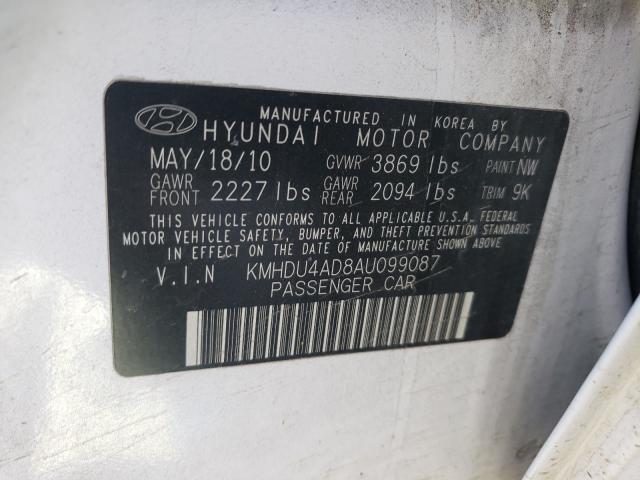 MANUFACTURED IN KOREA BY
HYUNDAI MOTOR COMPANY
MAY/18/10 GVWR 3869 lbs PAINT NW
GAWR FRONT 2227 lbs GAWR REAR 2094 lbs TRIM 9K
THIS VEHICLE CONFORMS TO ALL APPLICABLE U.S.A. FEDERAL
MOTOR VEHICLE SAFETY, BUMPER, AND THEFT PREVENTION STANDARDS
IN EFFECT ON THE DATE OF MANUFACTURE SHOWN ABOVE.
V.I.N KMHDU4AD8AU099087
PASSENGER CAR